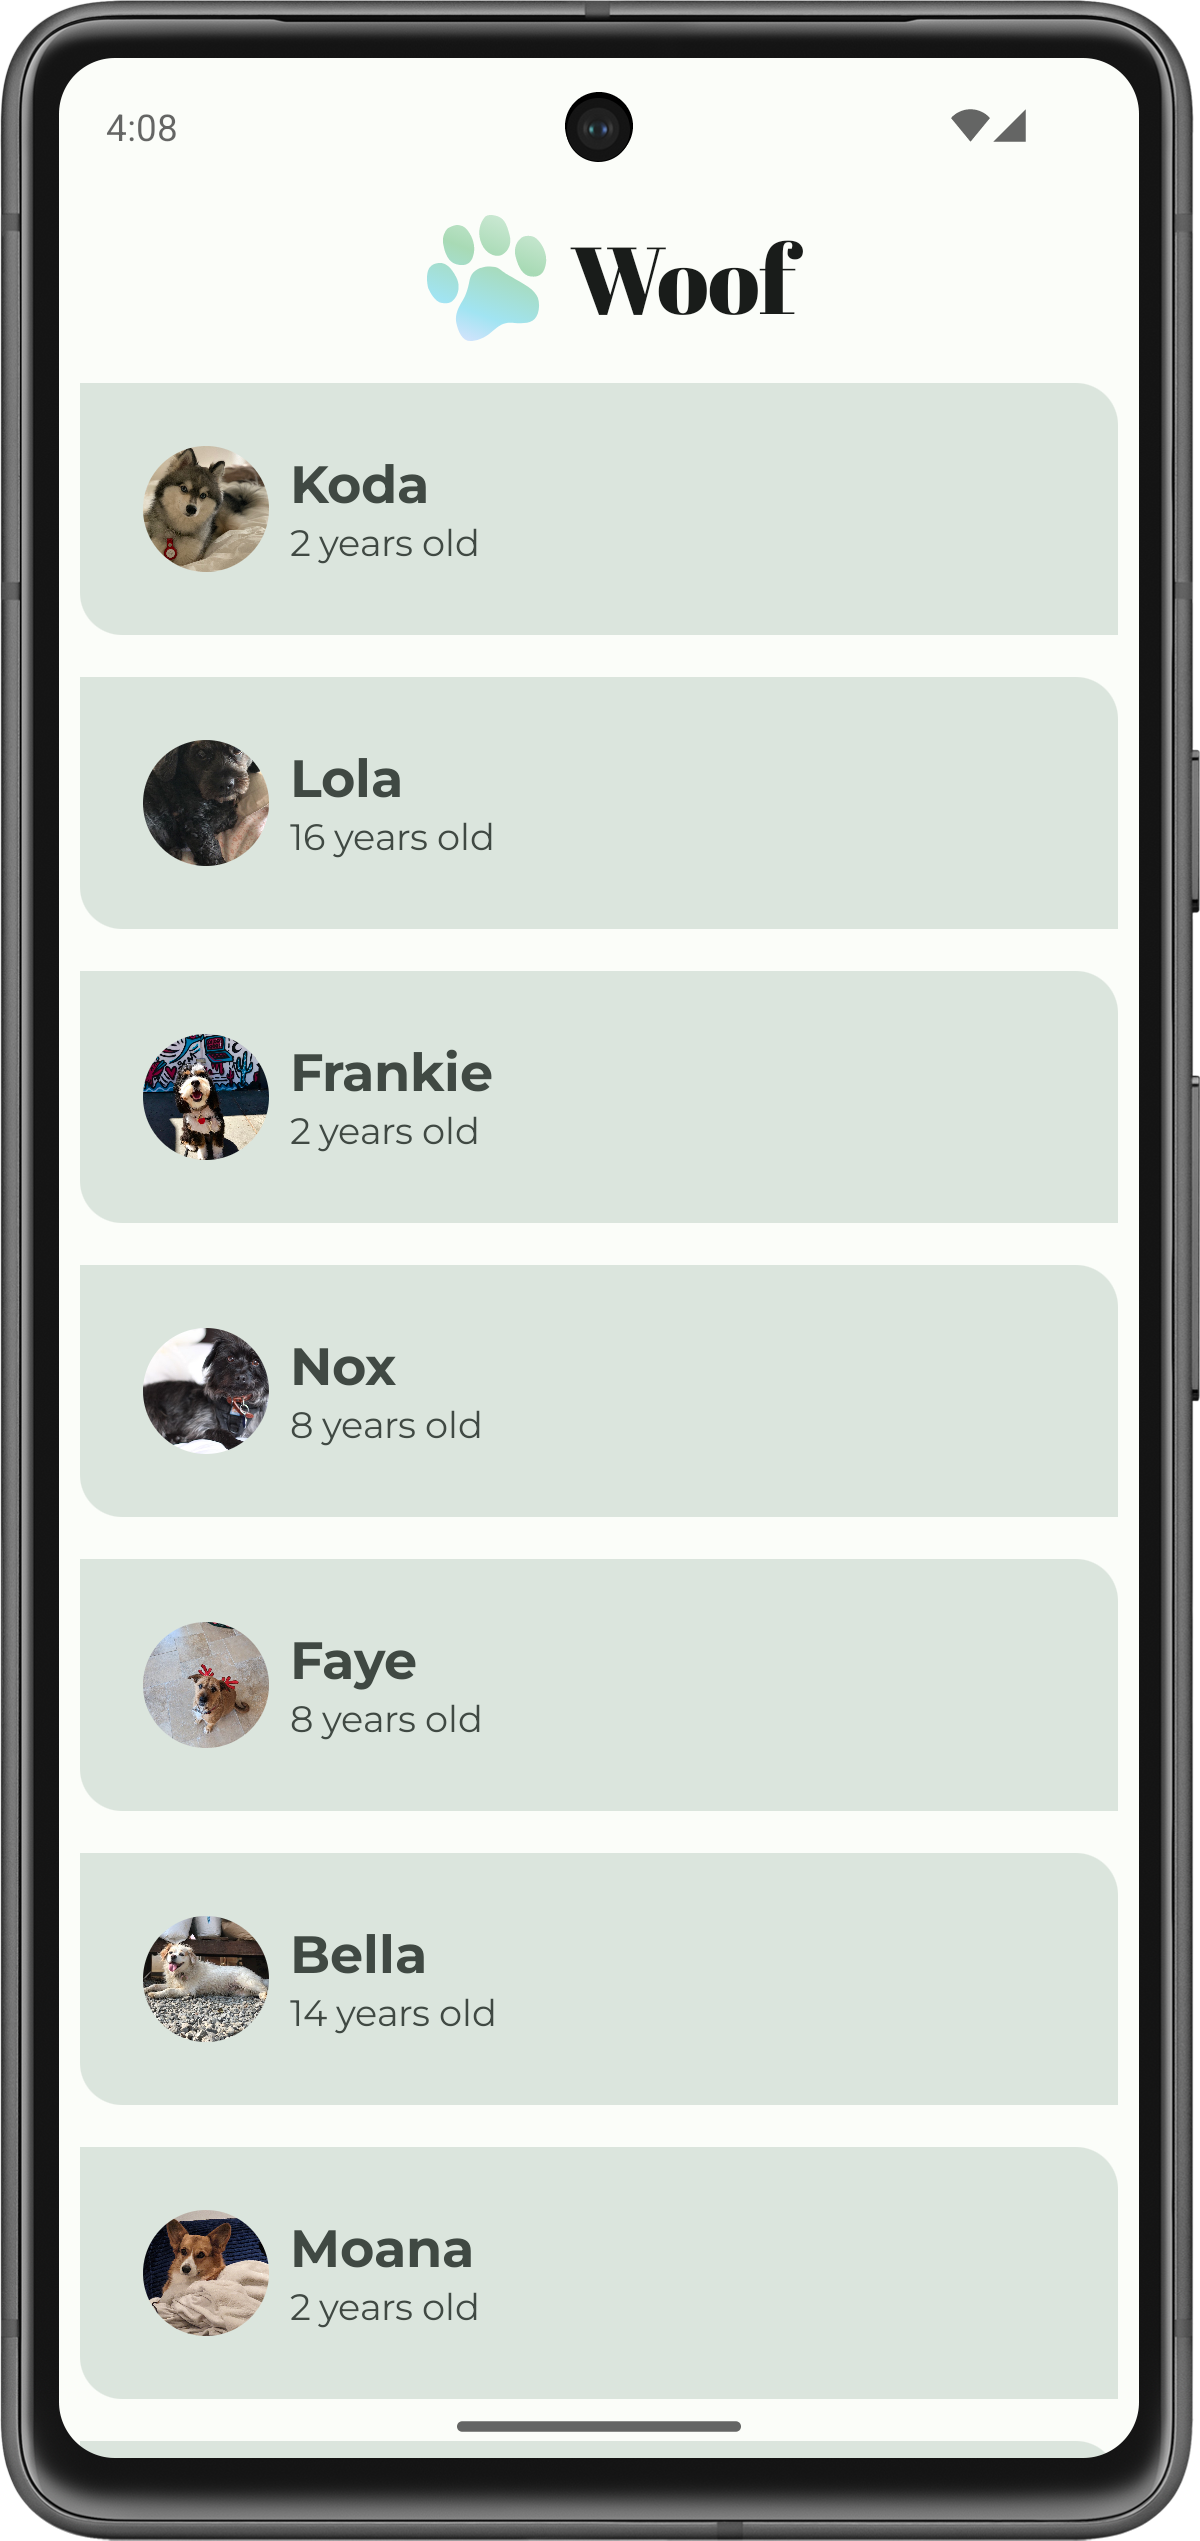 4:08
Woof
Koda
2 years old
Lola
16 years old
Frankie
2 years old
Nox
8 years old
Faye
8 years old
Bella
14 years old
Moana
2 years old